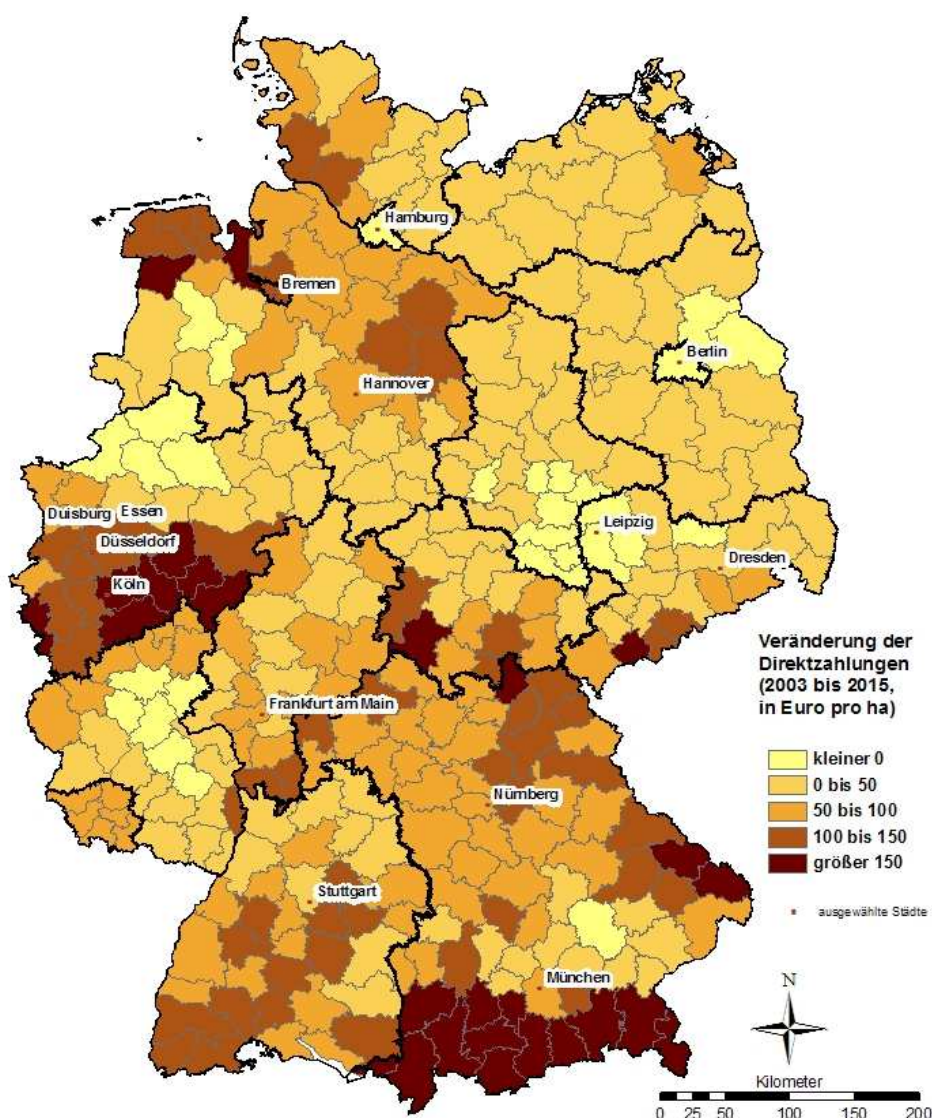 Hamburg
Bremen
Berlin
Hannover
Duisburg
Essen
Düsseldorf
Leipzig
Dresden
Köln
Frankfurt am Main
Nürnberg
Stuttgart
München
Veränderung der
Direktzahlungen
(2003 bis 2015,
in Euro pro ha)
kleiner 0
0 bis 50
50 bis 100
100 bis 150
größer 150
ausgewählte Städte
N
Kilometer
0 25 50 100 150 200